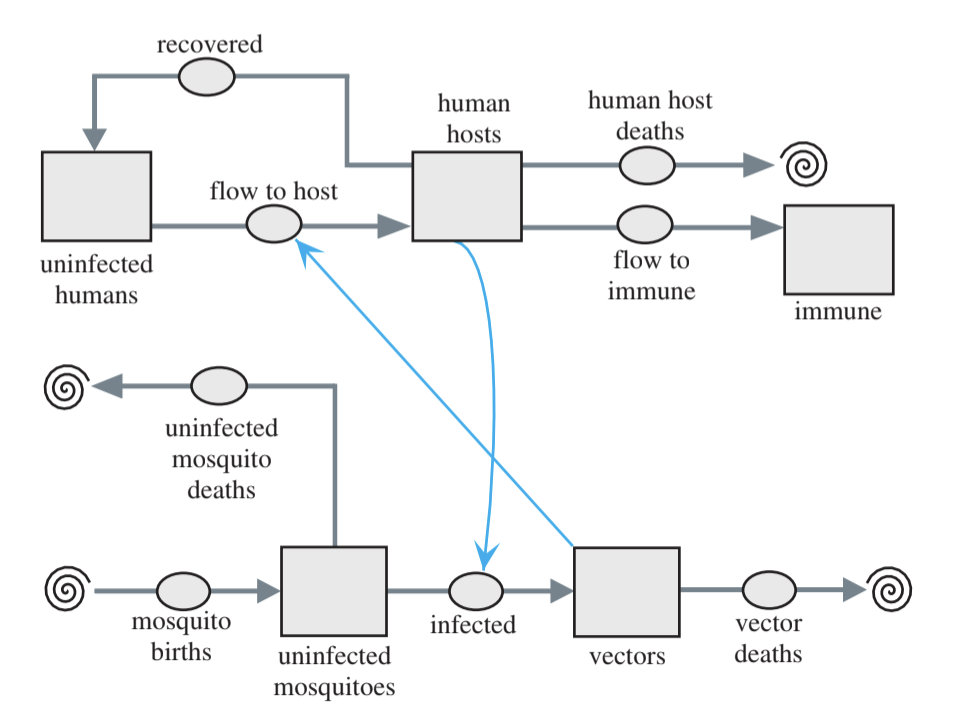 recovered
human
hosts
human host
deaths
flow to host
uninfected
humans
flow to
immune
immune
uninfected
mosquito
deaths
mosquito
births
uninfected
mosquitoes
infected
vectors
vector
deaths